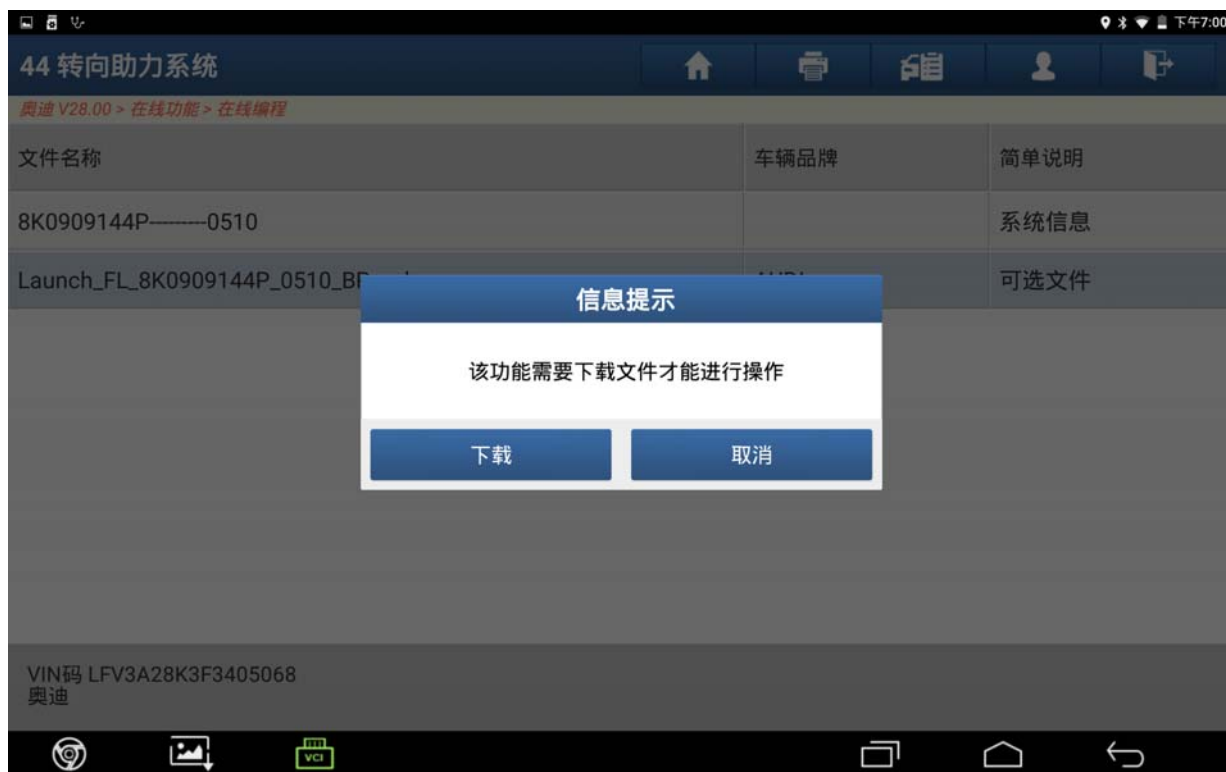 下午7:00
44 转向助力系统
奥迪 V28.00 > 在线功能 > 在线编程
文件名称 车辆品牌 简单说明
8K0909144P---------0510 系统信息
Launch_FL_8K0909144P_0510_ 可选文件
信息提示
该功能需要下载文件才能进行操作
下载 取消
VIN码 LFV3A28K3F3405068
奥迪
VCI